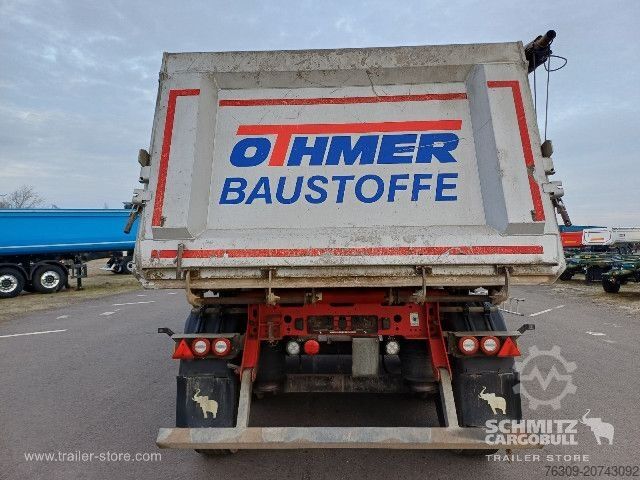 OTHMER
BAUSTOFFE
SCHMITZ
CARGOBULL
TRAILER STORE
www.trailer-store.com
76309-20743092